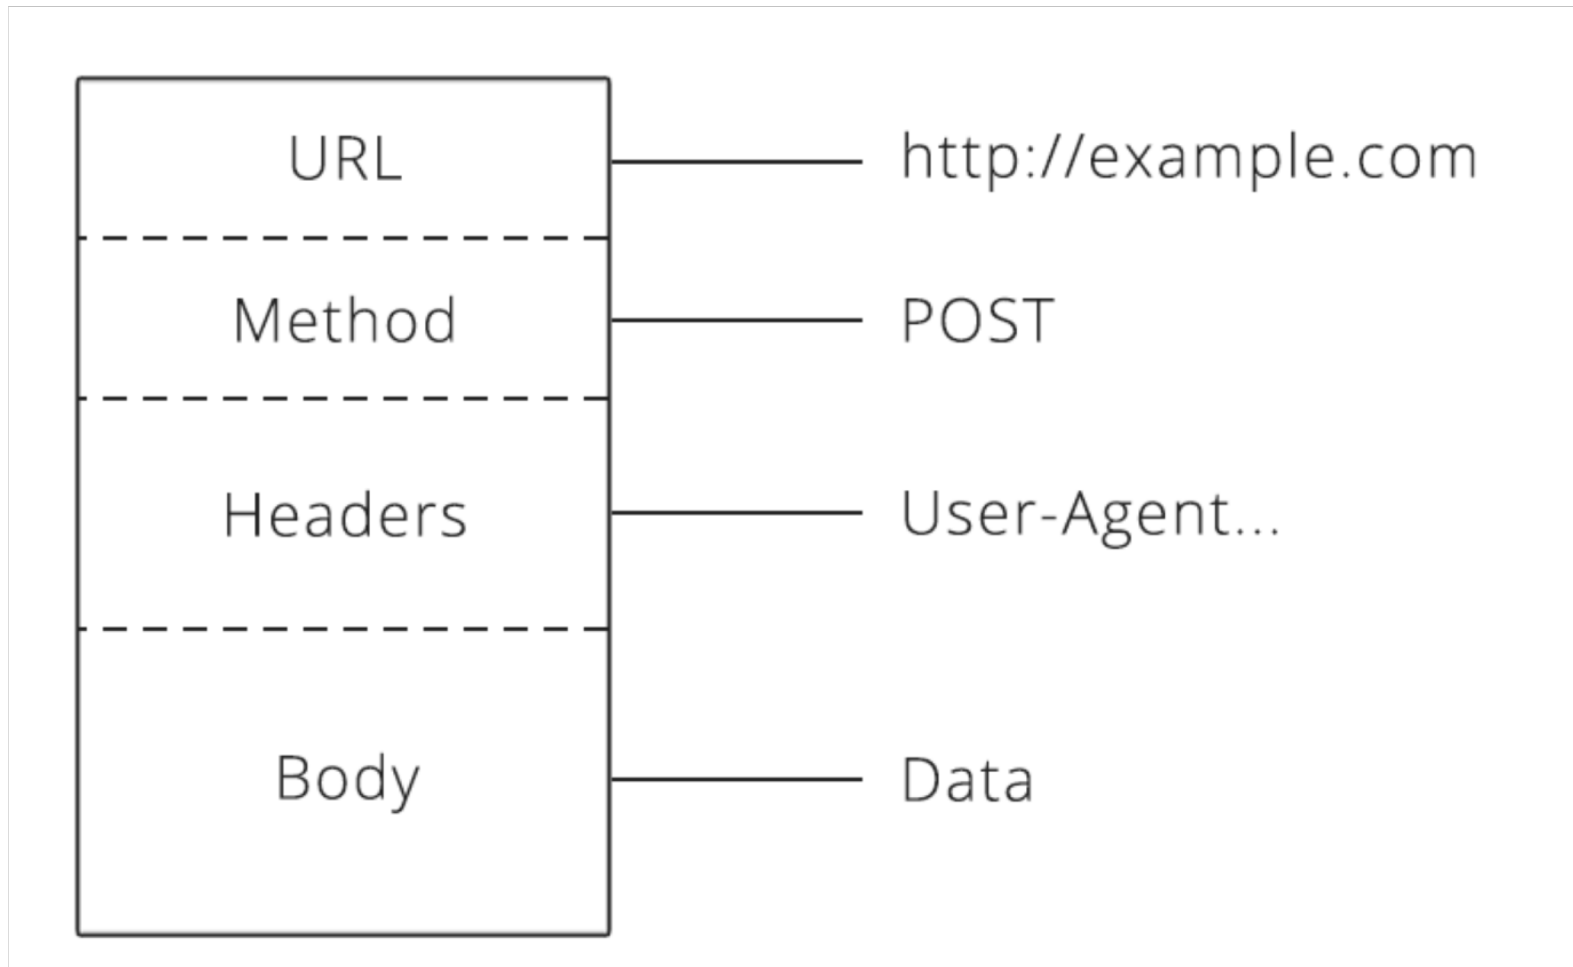 URL
http://example.com
Method
POST
Headers
User-Agent...
Body
Data